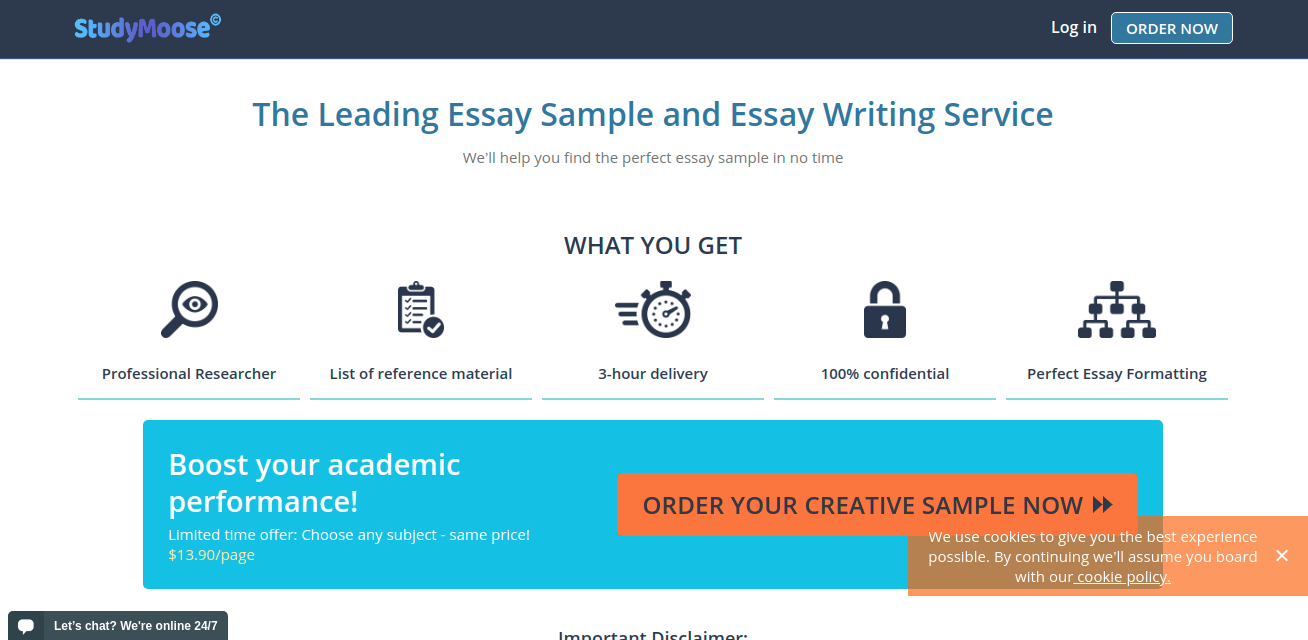 StudyMoose©
Log in
ORDER NOW
The Leading Essay Sample and Essay Writing Service
We'll help you find the perfect essay sample in no time
WHAT YOU GET
Professional Researcher
List of reference material
3-hour delivery
100% confidential
Perfect Essay Formatting
Boost your academic
performance!
Limited time offer: Choose any subject - same price!
$13.90/page
ORDER YOUR CREATIVE SAMPLE NOW
We use cookies to give you the best experience
possible. By continuing we'll assume you board
with our cookie policy.
Let's chat? We're online 24/7
Important Disclaimer: